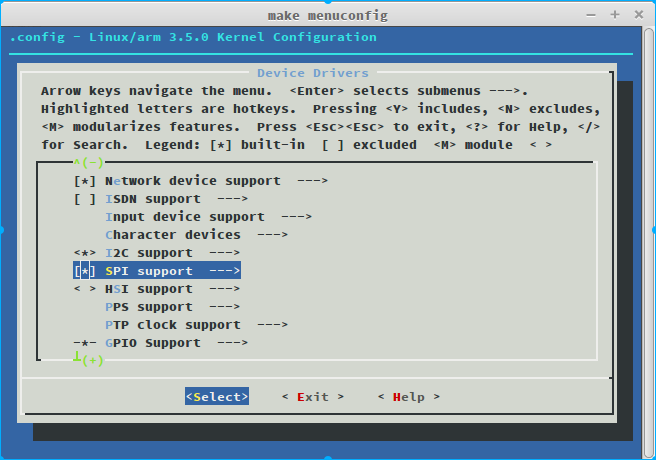 make menuconfig
.config - Linux/arm 3.5.0 Kernel Configuration
Device Drivers
Arrow keys navigate the menu.  <Enter> selects submenus --->.
Highlighted letters are hotkeys.  Pressing <Y> includes, <N> excludes,
<M> modularizes features.  Press <Esc><Esc> to exit, <?> for Help, </>
for Search.  Legend: [*] built-in  [ ] excluded  <M> module  < >
^(-)
[*] Network device support  --->
[ ] ISDN support  --->
Input device support  --->
Character devices  --->
<*> I2C support  --->
[*] SPI support  --->
< > HSI support  --->
PPS support  --->
PTP clock support  --->
-*- GPIO Support  --->
┴(+)
<Select>    < Exit >    < Help >